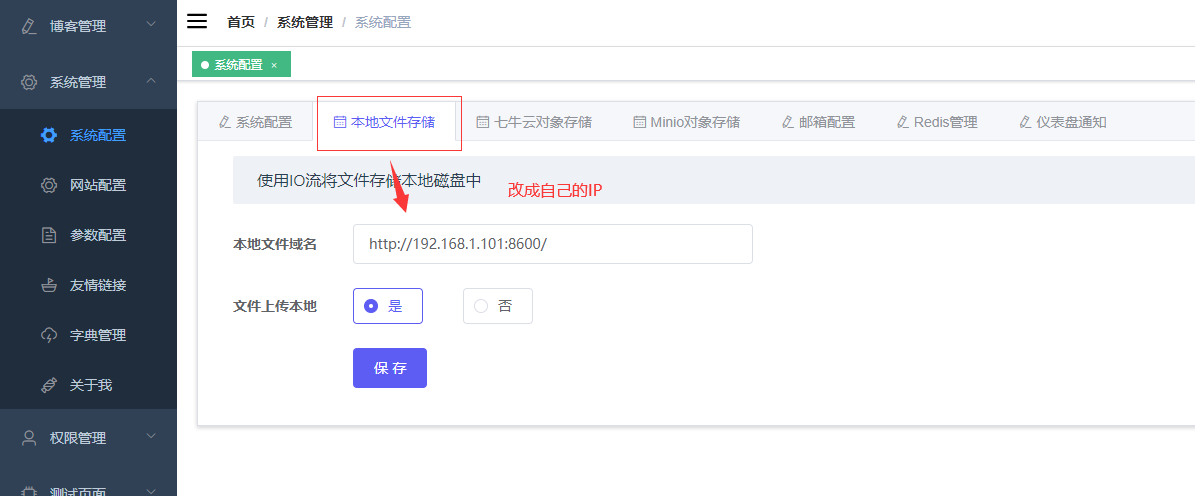 博客管理
系统管理
系统配置
网站配置
参数配置
友情链接
字典管理
关于我
权限管理
测试页面
首页 / 系统管理 / 系统配置
系统配置 ×
系统配置 本地文件存储 七牛云对象存储 Minio对象存储 邮箱配置 Redis管理 仪表盘通知
使用IO流将文件存储本地磁盘中
改成自己的IP
本地文件域名 http://192.168.1.101:8600/
文件上传本地 是 否
保 存